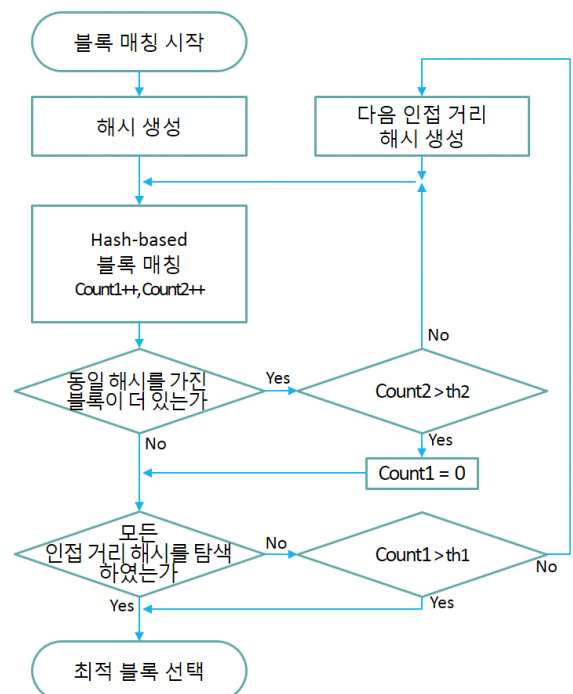 블록 매칭 시작
해시 생성
다음 인접 거리
해시 생성
Hash-based
블록 매칭
Count1++,Count2++
No
동일 해시를 가진
블록이 더 있는가
Yes
Count2>th2
No
Yes
Count1 = 0
모든
인접 거리 해시를 탐색
하였는가
No
Count1>th1
No
Yes
Yes
최적 블록 선택